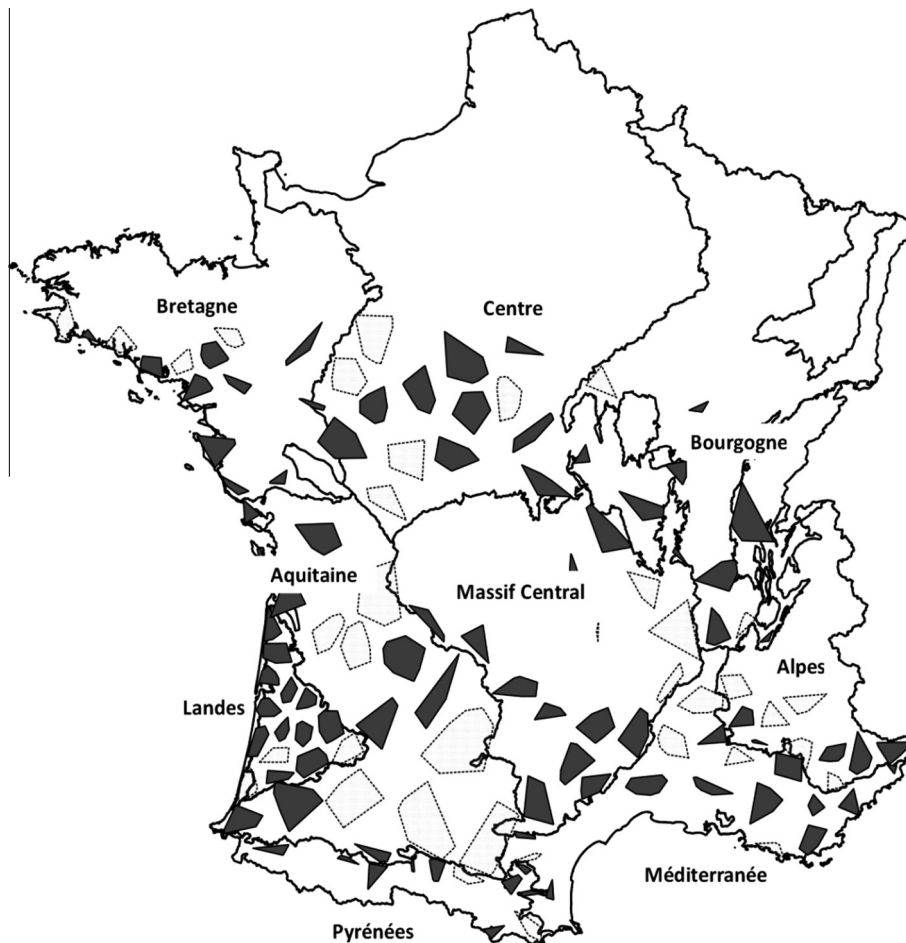 Bretagne
Centre
Bourgogne
Aquitaine
Massif Central
Alpes
Landes
Méditerranée
Pyrénées